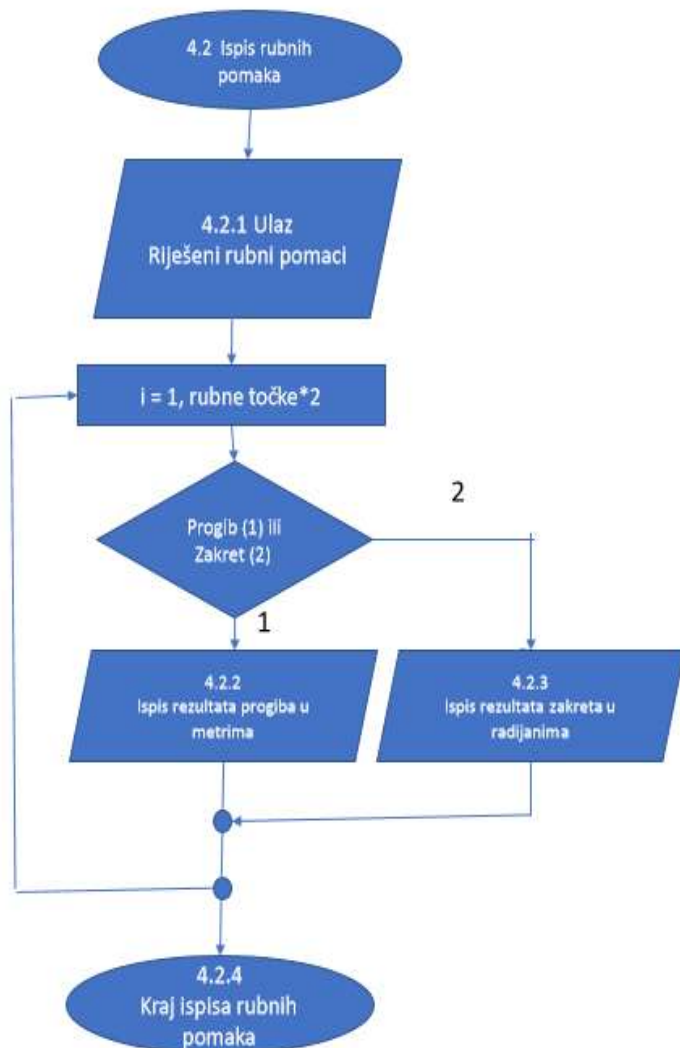 4.2 Ispis rubnih
pomaka
4.2.1 Ulaz
Riješeni rubni pomaci
i = 1, rubne točke*2
Progib (1) ili
Zakret (2)
2
1
4.2.2
Ispis rezultata progiba u
metrima
4.2.3
Ispis rezultata zakreta u
radijanima
4.2.4
Kraj ispisa rubnih
pomaka